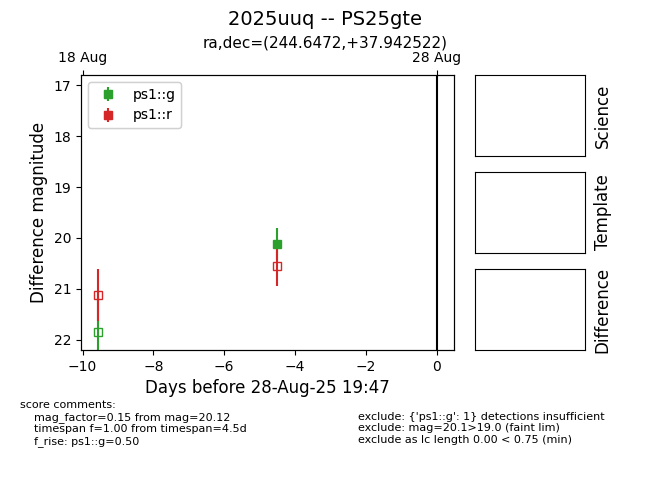 2025uuq -- PS25gte
ra,dec=(244.6472,+37.942522)
18 Aug
28 Aug
ps1::g
ps1::r
17
18
19
20
21
22
Difference magnitude
−10
−8
−6
−4
−2
0
Days before 28-Aug-25 19:47
Science
Template
Difference
score comments:
mag_factor=0.15 from mag=20.12
timespan f=1.00 from timespan=4.5d
f_rise: ps1::g=0.50
exclude: {'ps1::g': 1} detections insufficient
exclude: mag=20.1>19.0 (faint lim)
exclude as lc length 0.00 < 0.75 (min)